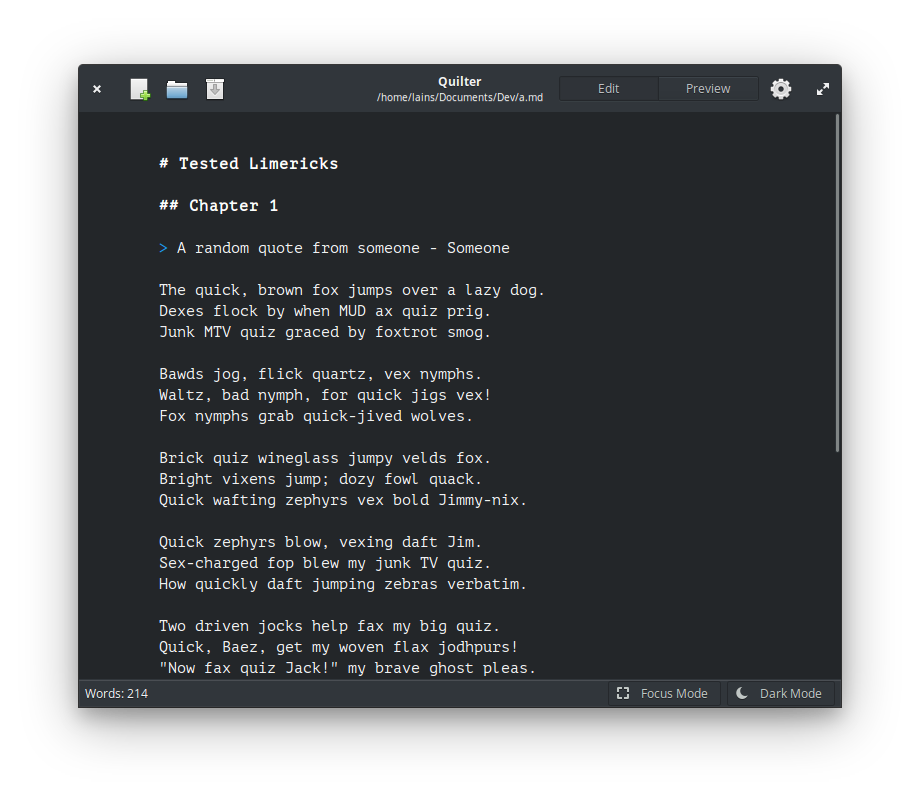 Quilter
/home/lains/Documents/Dev/a.md
Edit
Preview
# Tested Limericks
## Chapter 1
> A random quote from someone - Someone
The quick, brown fox jumps over a lazy dog.
Dexes flock by when MUD ax quiz prig.
Junk MTV quiz graced by foxtrot smog.
Bawds jog, flick quartz, vex nymphs.
Waltz, bad nymph, for quick jigs vex!
Fox nymphs grab quick-jived wolves.
Brick quiz wineglass jumpy velds fox.
Bright vixens jump; dozy fowl quack.
Quick wafting zephyrs vex bold Jimmy-nix.
Quick zephyrs blow, vexing daft Jim.
Sex-charged fop blew my junk TV quiz.
How quickly daft jumping zebras verbatim.
Two driven jocks help fax my big quiz.
Quick, Baez, get my woven flax jodhpurs!
"Now fax quiz Jack!" my brave ghost pleas.
Words: 214
Focus Mode
Dark Mode